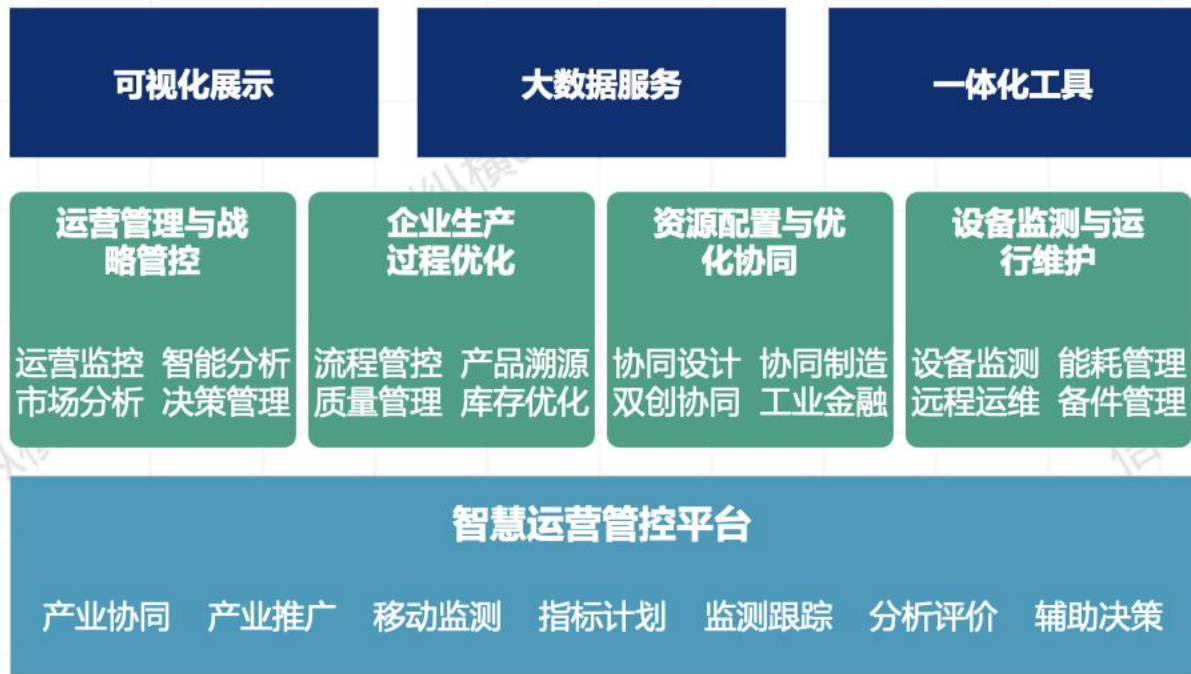 可视化展示
大数据服务
一体化工具
运营管理与战
略管控
运营监控 智能分析
市场分析 决策管理
企业生产
过程优化
流程管控 产品溯源
质量管理 库存优化
资源配置与优
化协同
协同设计 协同制造
双创协同 工业金融
设备监测与运
行维护
设备监测 能耗管理
远程运维 备件管理
智慧运营管控平台
产业协同 产业推广 移动监测 指标计划 监测跟踪 分析评价 辅助决策